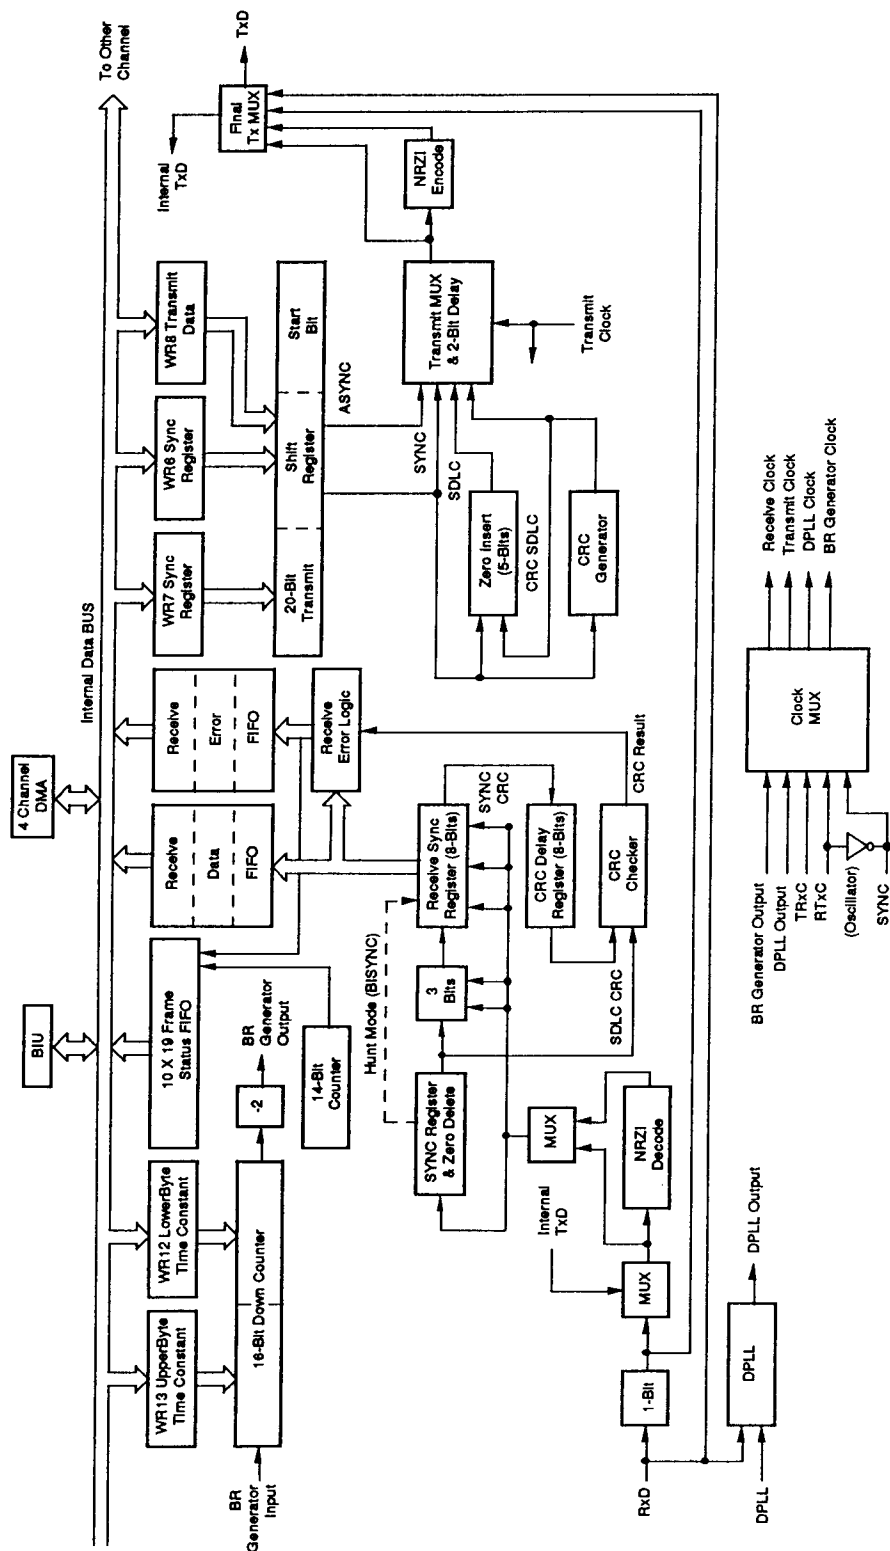 4 Channel
DMA
BIU
To Other
Channel
Internal Data BUS
WR13 UpperByte
Time Constant
WR12 LowerByte
Time Constant
10 X 19 Frame
Status FIFO
Receive
Data
FIFO
Receive
Error
FIFO
WR7 Sync
Register
WR6 Sync
Register
WR8 Transmit
Data
Internal
TxD
Final
Tx MUX
TxD
BR
Generator
Input
16-Bit Down Counter
-2
BR
Generator
Output
14-Bit
Counter
Receive
Error Logic
20-Bit
Transmit
Shift
Register
Start
Bit
ASYNC
Hunt Mode (BISYNC)
SYNC Register
& Zero Delete
3
Bits
Receive Sync
Register (8-Bits)
SYNC
CRC
CRC Delay
Register (8-Bits)
CRC
Checker
CRC Result
SDLC CRC
SYNC
SDLC
Zero Insert
(5-Bits)
CRC SDLC
CRC
Generator
Transmit MUX
& 2-Bit Delay
Transmit
Clock
NRZI
Encode
Internal
TxD
MUX
NRZI
Decode
RxD
1-Bit
MUX
DPLL
DPLL
DPLL Output
BR Generator Output
DPLL Output
TRxC
RTxC
(Oscillator)
SYNC
Clock
MUX
Receive Clock
Transmit Clock
DPLL Clock
BR Generator Clock